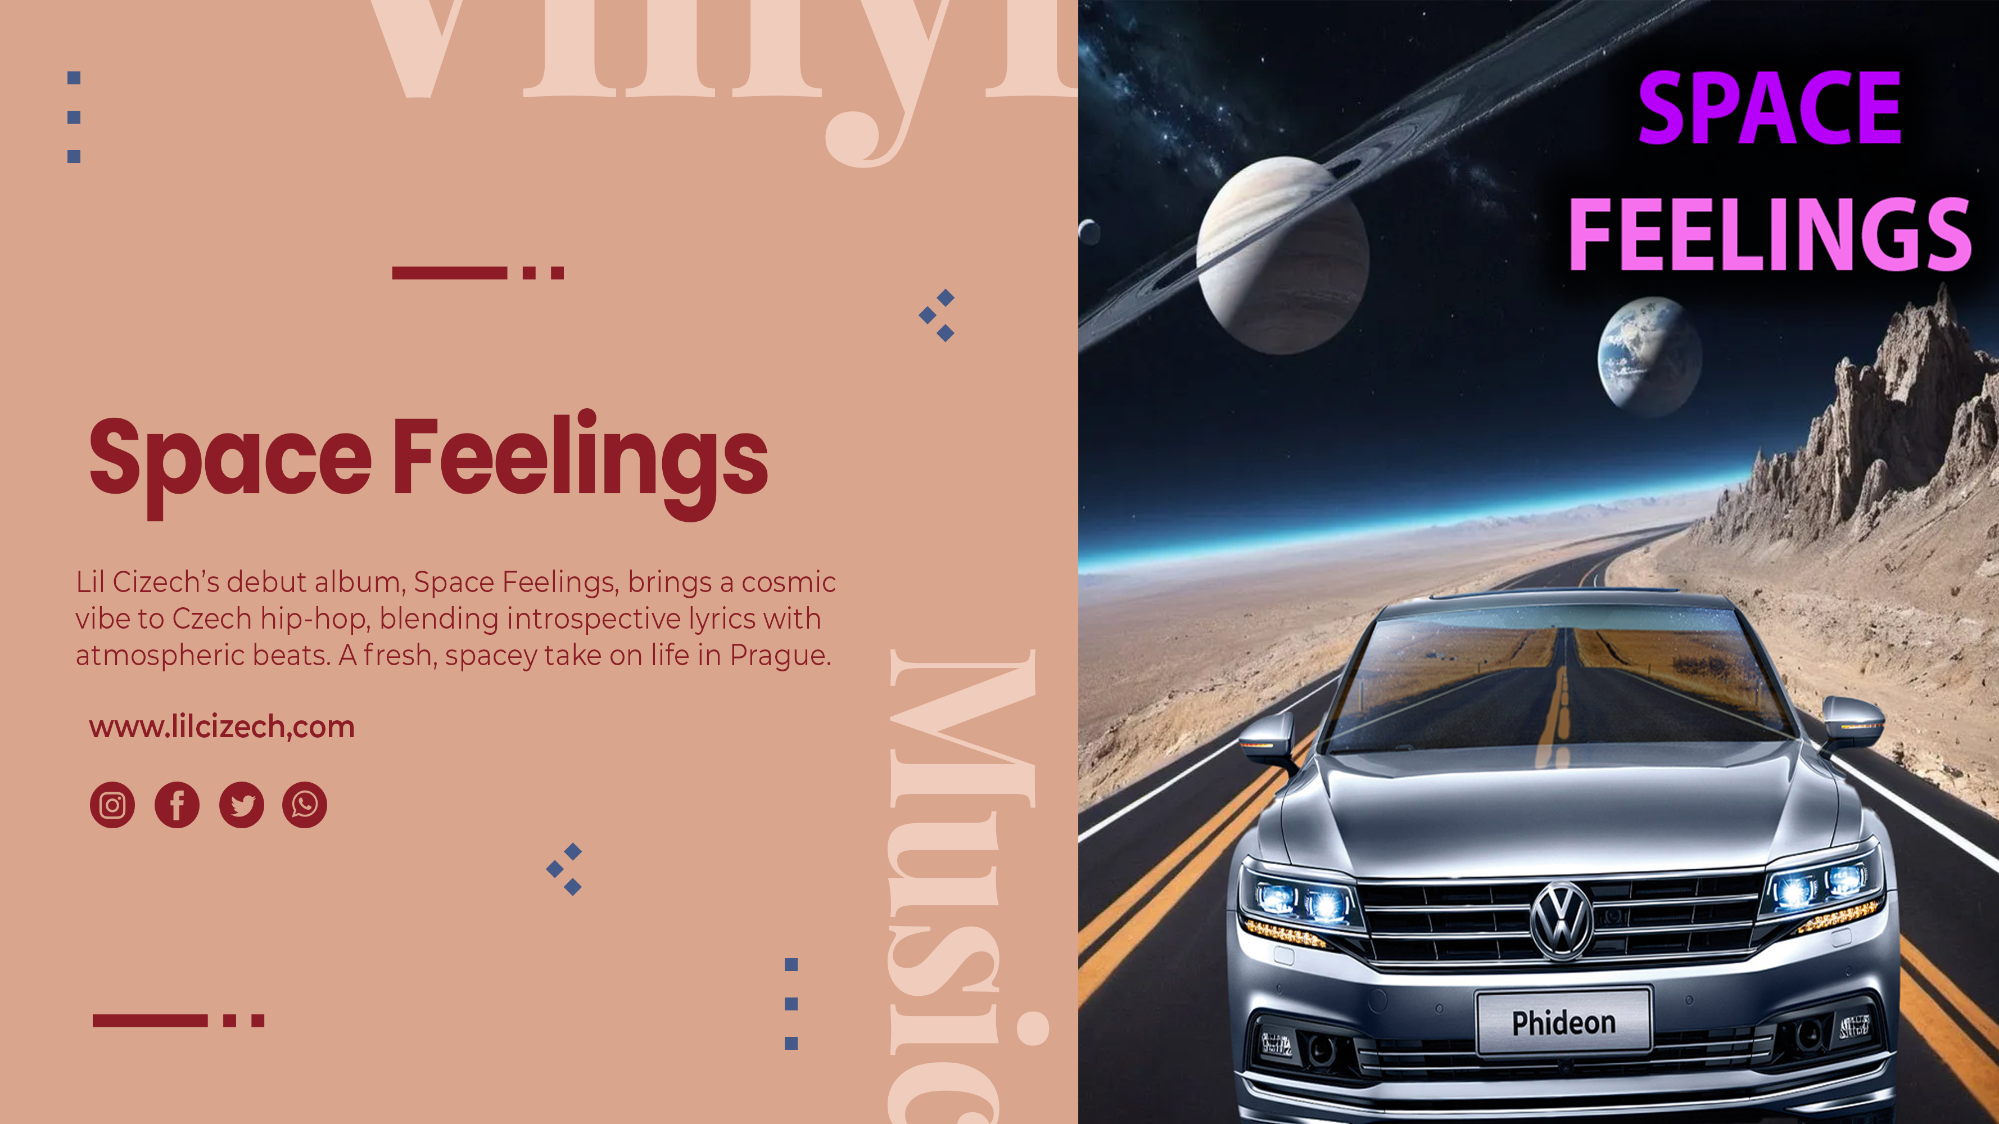 Vinyl
Space Feelings
Lil Cizech’s debut album, Space Feelings, brings a cosmic
vibe to Czech hip-hop, blending introspective lyrics with
atmospheric beats. A fresh, spacey take on life in Prague.
www.lilcizech,com
Music
SPACE
FEELINGS
VW
Phideon